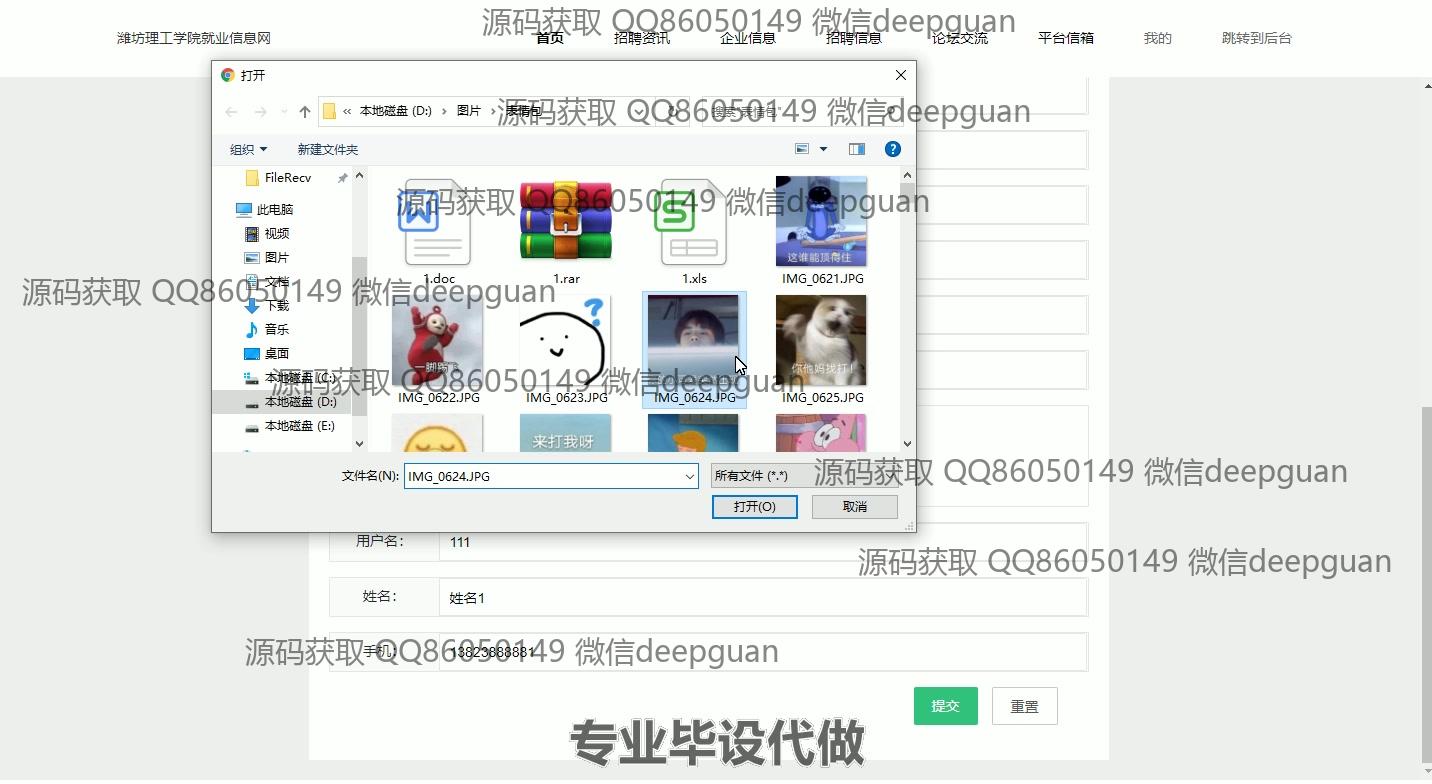 源码获取 QQ86050149 微信deepguan
潍坊理工学院就业信息网
首页
招聘资讯
企业信息
招聘信息
论坛交流
平台信箱
我的
跳转到后台
打开
« 本地磁盘 (D:) › 图片 › 表情包
搜索"表情包"
源码获取 QQ86050149 微信deepguan
组织
新建文件夹
FileRecv
此电脑
视频
图片
文档
下载
音乐
桌面
本地磁盘 (C:)
本地磁盘 (D:)
本地磁盘 (E:)
源码获取 QQ86050149 微信deepguan
W
S
这谁能顶得住
1.doc
1.rar
1.xls
IMG_0621.JPG
源码获取 QQ86050149 微信deepguan
一脚踢飞
?
你他妈找打!
源码获取 QQ86050149 微信deepguan
IMG_0622.JPG
IMG_0623.JPG
IMG_0624.JPG
IMG_0625.JPG
来打我呀
文件名(N):
IMG_0624.JPG
所有文件 (*.*)
源码获取 QQ86050149 微信deepguan
打开(O)
取消
用户名:
111
源码获取 QQ86050149 微信deepguan
姓名:
姓名1
手机:
13823888881
源码获取 QQ86050149 微信deepguan
提交
重置
专业毕设代做